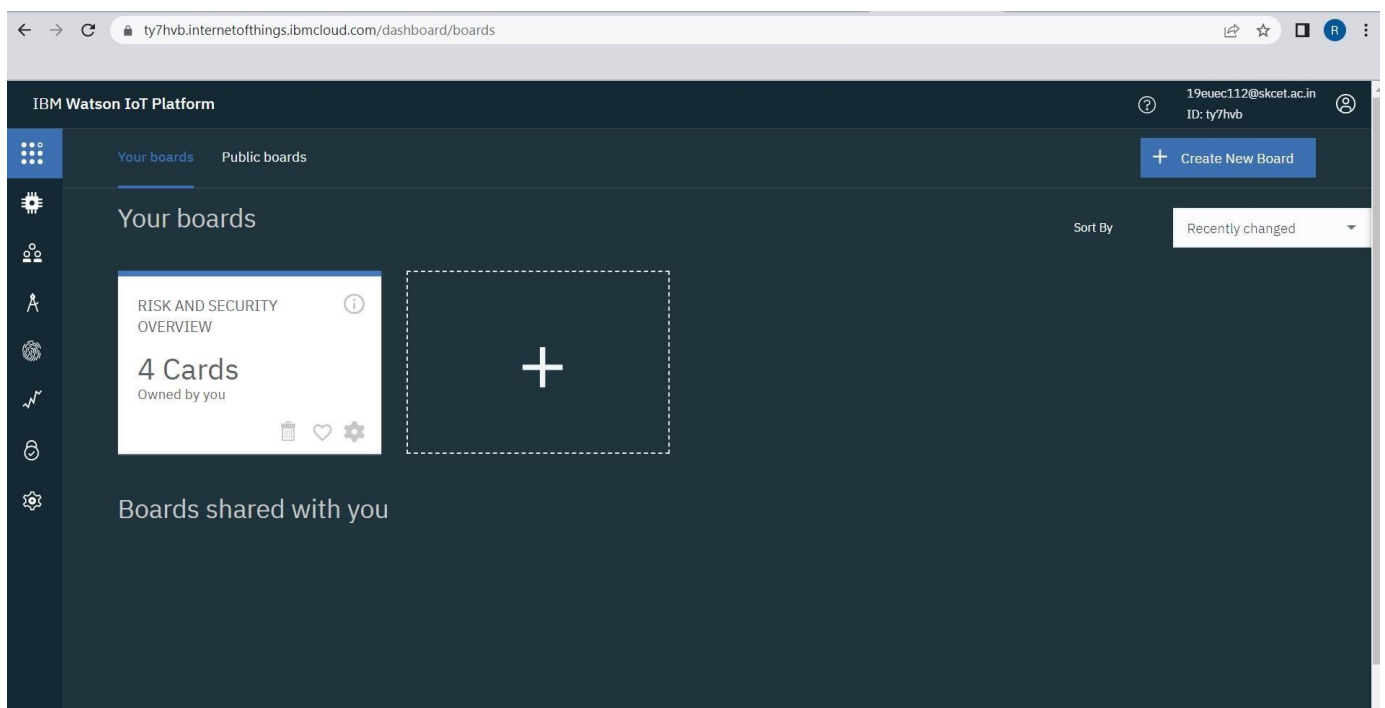 ty7hvb.internetofthings.ibmcloud.com/dashboard/boards
R
IBM Watson IoT Platform
19euec112@skcet.ac.in
ID: ty7hvb
Your boards
Public boards
Create New Board
Your boards
Sort By
Recently changed
RISK AND SECURITY
OVERVIEW
4 Cards
Owned by you
Boards shared with you